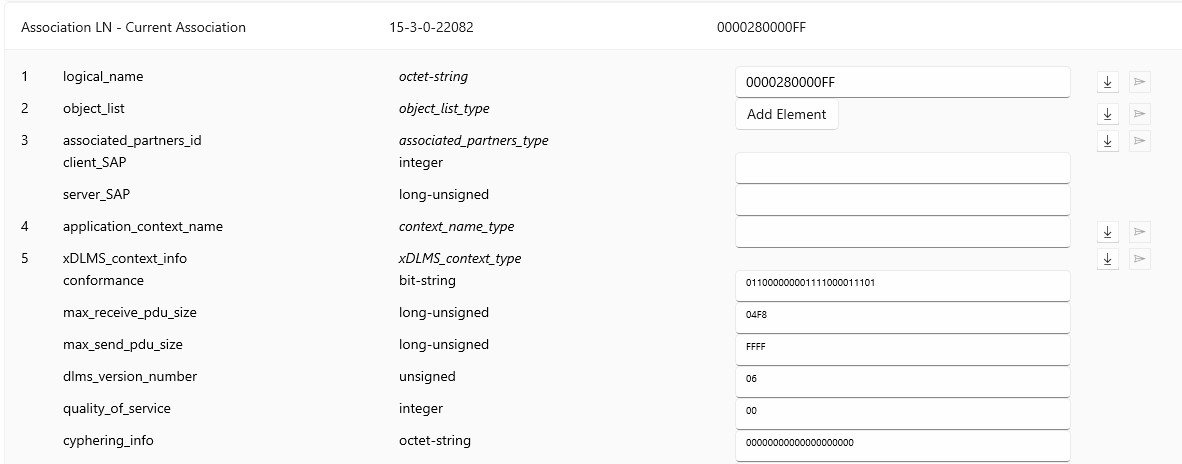 Association LN - Current Association 15-3-0-22082 0000280000FF
1 logical_name octet-string 0000280000FF
2 object_list object_list_type Add Element
3 associated_partners_id associated_partners_type
client_SAP integer
server_SAP long-unsigned
4 application_context_name context_name_type
5 xDLMS_context_info xDLMS_context_type
conformance bit-string 011000000001111000011101
max_receive_pdu_size long-unsigned 04F8
max_send_pdu_size long-unsigned FFFF
dlms_version_number unsigned 06
quality_of_service integer 00
cyphering_info octet-string 00000000000000000000